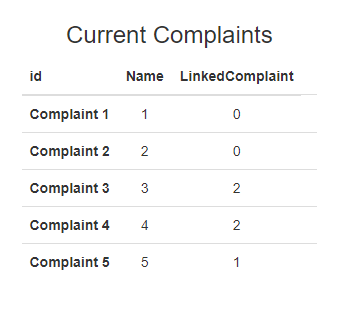 Current Complaints
id Name LinkedComplaint
Complaint 1 1 0
Complaint 2 2 0
Complaint 3 3 2
Complaint 4 4 2
Complaint 5 5 1